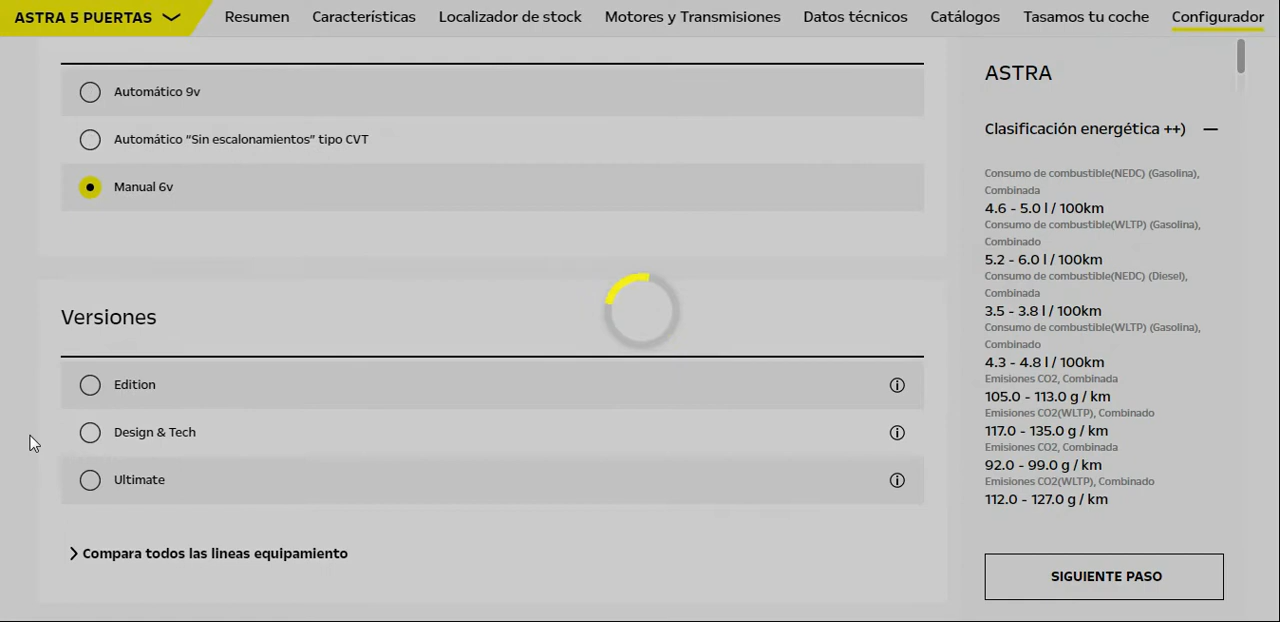 ASTRA 5 PUERTAS
Resumen
Características
Localizador de stock
Motores y Transmisiones
Datos técnicos
Catálogos
Tasamos tu coche
Configurador
Automático 9v
Automático “Sin escalonamientos” tipo CVT
Manual 6v
Versiones
Edition
Design & Tech
Ultimate
Compara todos las lineas equipamiento
ASTRA
Clasificación energética ++)
Consumo de combustible(NEDC) (Gasolina),
Combinada
4.6 - 5.0 l / 100km
Consumo de combustible(WLTP) (Gasolina),
Combinado
5.2 - 6.0 l / 100km
Consumo de combustible(NEDC) (Diesel),
Combinada
3.5 - 3.8 l / 100km
Consumo de combustible(WLTP) (Gasolina),
Combinado
4.3 - 4.8 l / 100km
Emisiones CO2, Combinada
105.0 - 113.0 g / km
Emisiones CO2(WLTP), Combinado
117.0 - 135.0 g / km
Emisiones CO2, Combinada
92.0 - 99.0 g / km
Emisiones CO2(WLTP), Combinado
112.0 - 127.0 g / km
SIGUIENTE PASO